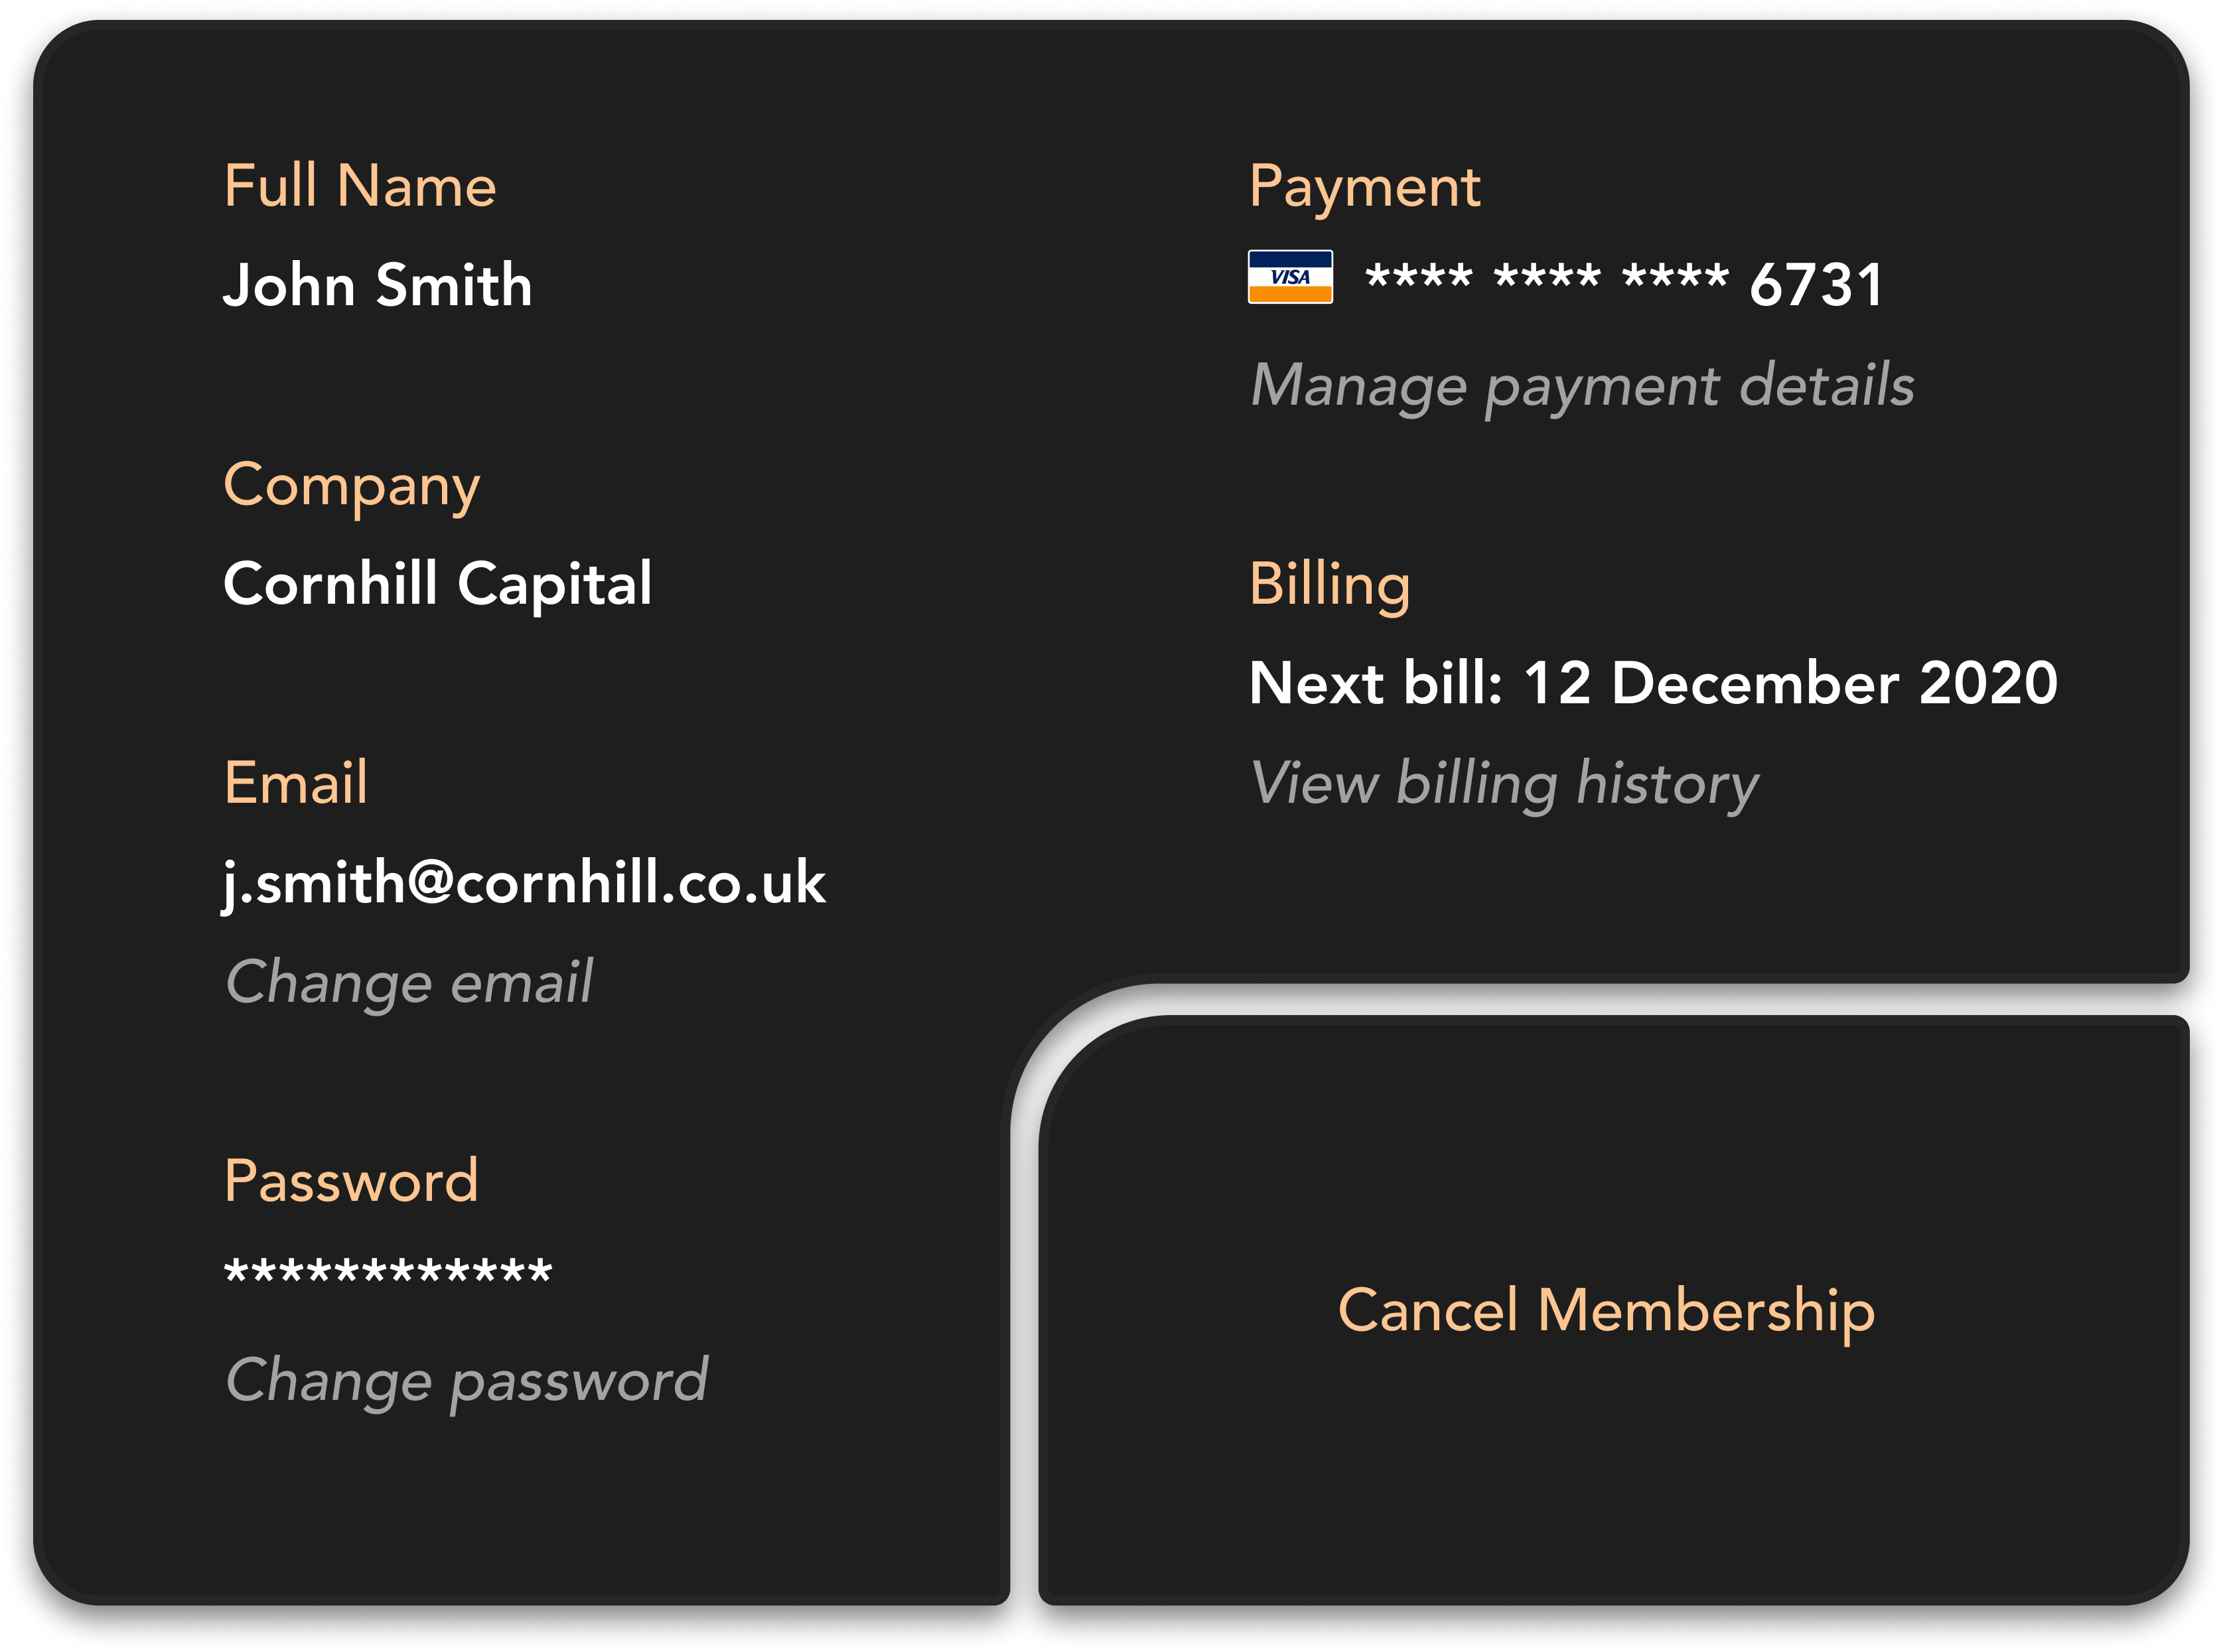 Full Name
John Smith
Company
Cornhill Capital
Email
j.smith@cornhill.co.uk
Change email
Password
************
Change password
Payment
VISA **** **** **** 6731
Manage payment details
Billing
Next bill: 12 December 2020
View billing history
Cancel Membership